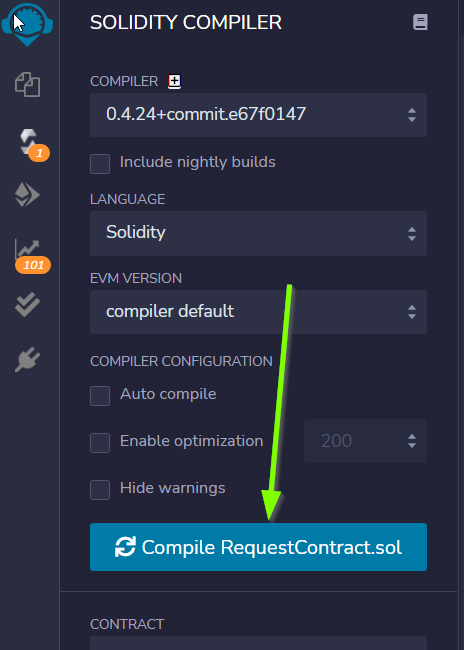 SOLIDITY COMPILER
COMPILER
0.4.24+commit.e67f0147
Include nightly builds
1
LANGUAGE
Solidity
101
EVM VERSION
compiler default
COMPILER CONFIGURATION
Auto compile
Enable optimization 200
Hide warnings
Compile RequestContract.sol
CONTRACT